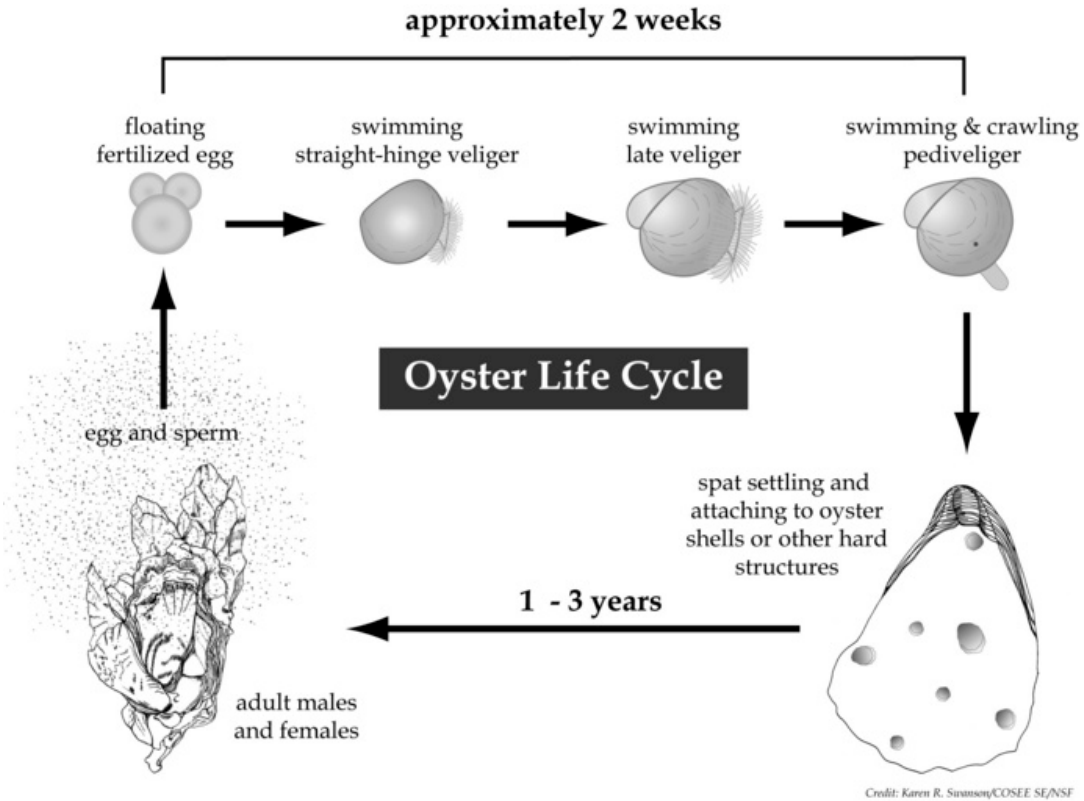 approximately 2 weeks
floating
fertilized egg
swimming
straight-hinge veliger
swimming
late veliger
swimming & crawling
pediveliger
Oyster Life Cycle
egg and sperm
spat settling and
attaching to oyster
shells or other hard
structures
1 - 3 years
adult males
and females
Credit: Karen R. Swanson/COSEE SE/NSF